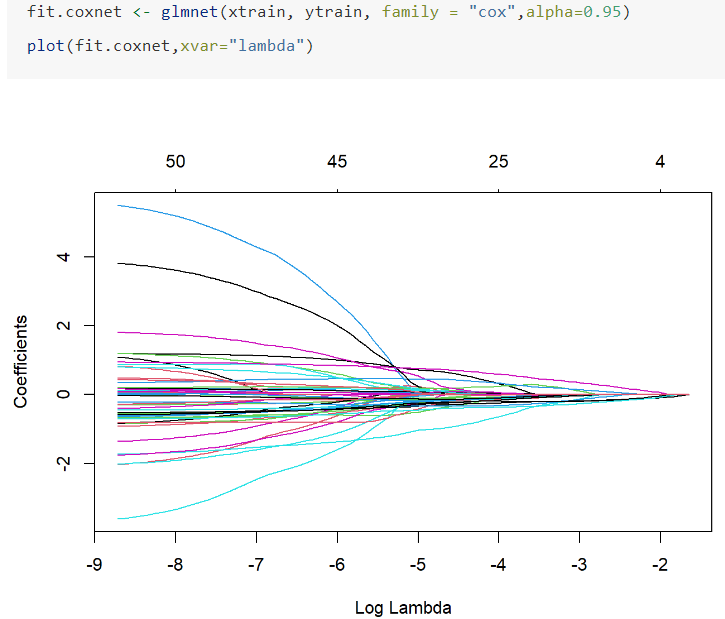 fit.coxnet <- glmnet(xtrain, ytrain, family = "cox",alpha=0.95)
plot(fit.coxnet,xvar="lambda")
50 45 25 4
4
2
0
-2
Coefficients
-9 -8 -7 -6 -5 -4 -3 -2
Log Lambda